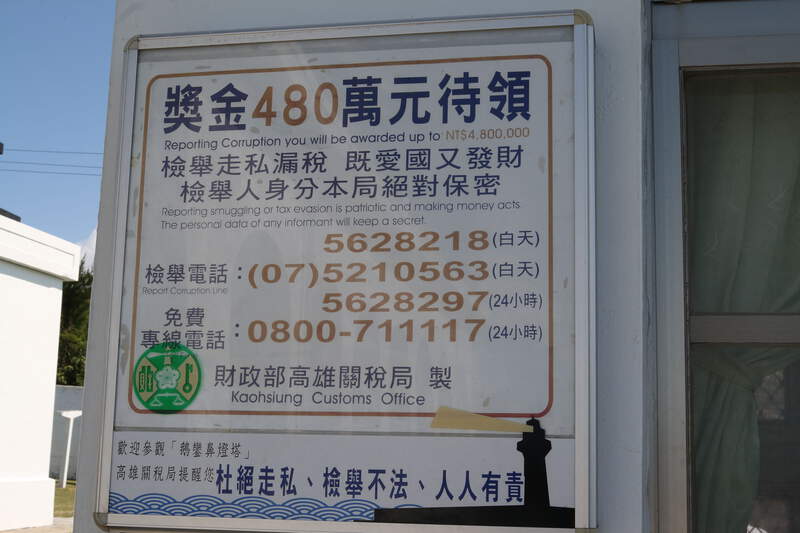 獎金480萬元待領
Reporting Corruption you will be awarded up to NT$4,800,000
檢舉走私漏稅 既愛國又發財
檢舉人身分本局絕對保密
Reporting smuggling or tax evasion is patriotic and making money acts
The personal data of any informant will keep a secret.
5628218(白天)
檢舉電話：(07)5210563(白天)
Report Corruption Line
5628297(24小時)
免費
專線電話：0800-711117(24小時)
財政部高雄關稅局 製
Kaohsiung Customs Office
歡迎參觀「鵝鑾鼻燈塔」
高雄關稅局提醒您杜絕走私、檢舉不法、人人有責